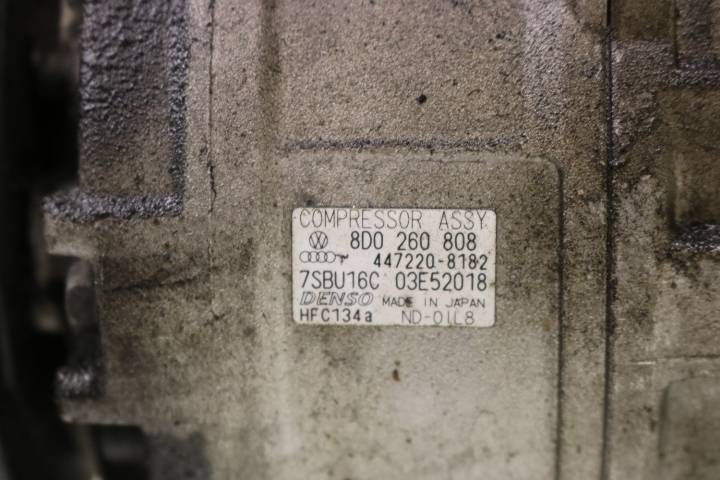 COMPRESSOR ASSY
8D0 260 808
447220-8182
7SBU16C 03E52018
DENSO MADE IN JAPAN
HFC134a ND-OIL8